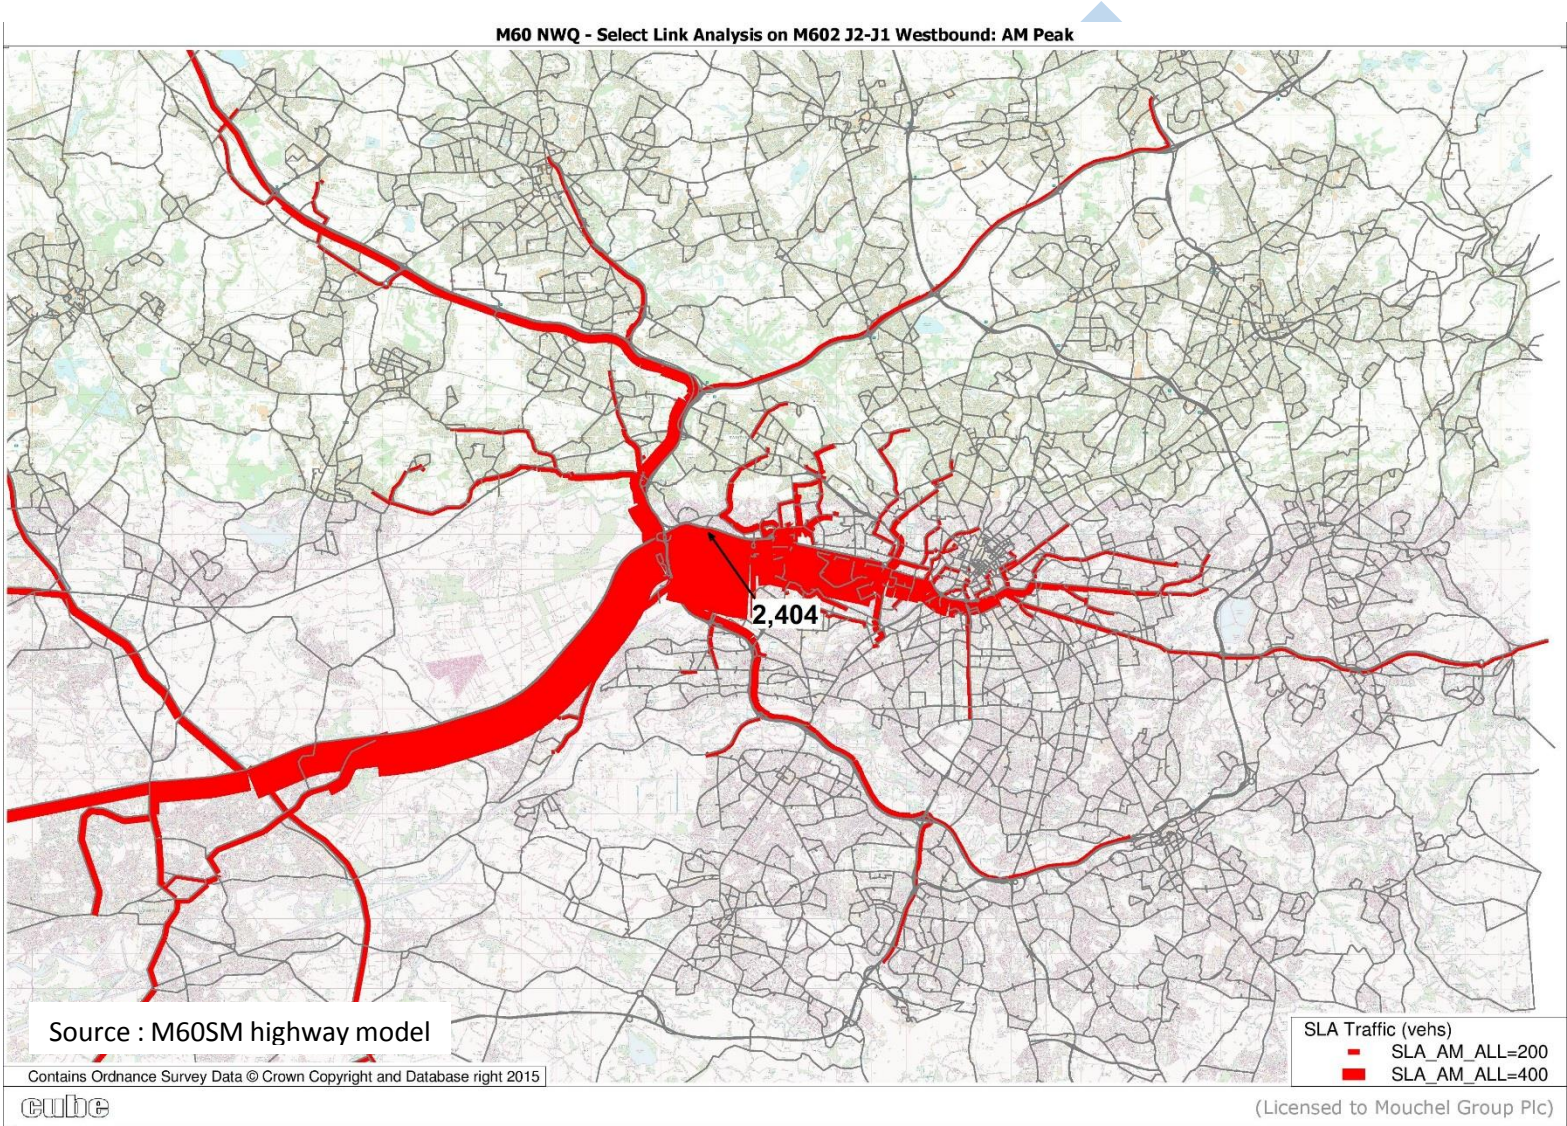 M60 NWQ - Select Link Analysis on M602 J2-J1 Westbound: AM Peak
2,404
Source : M60SM highway model
SLA Traffic (vehs)
SLA_AM_ALL=200
SLA_AM_ALL=400
Contains Ordnance Survey Data © Crown Copyright and Database right 2015
cube
(Licensed to Mouchel Group Plc)